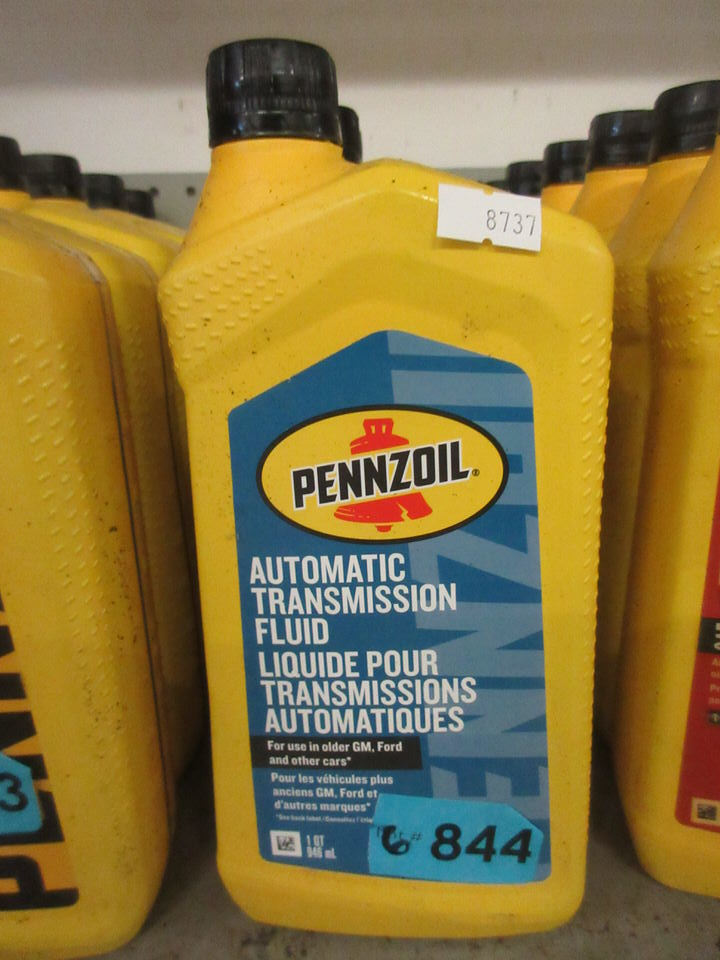 8737
PENNZOIL®
AUTOMATIC
TRANSMISSION
FLUID
LIQUIDE POUR
TRANSMISSIONS
AUTOMATIQUES
For use in older GM, Ford
and other cars*
Pour les véhicules plus
anciens GM, Ford et
d'autres marques*
1 QT
946 mL
844
3